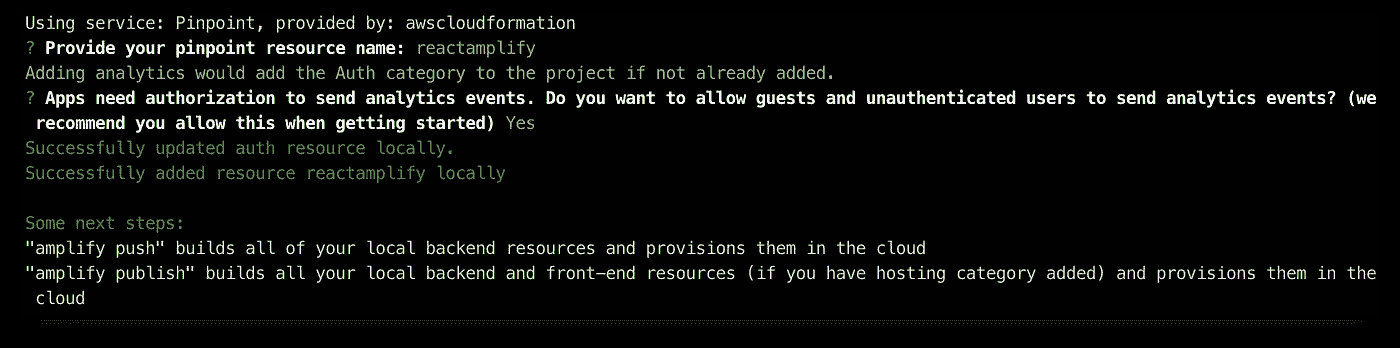 Using service: Pinpoint, provided by: awscloudformation
? Provide your pinpoint resource name: reactamplify
Adding analytics would add the Auth category to the project if not already added.
? Apps need authorization to send analytics events. Do you want to allow guests and unauthenticated users to send analytics events? (we
recommend you allow this when getting started) Yes
Successfully updated auth resource locally.
Successfully added resource reactamplify locally
Some next steps:
"amplify push" builds all of your local backend resources and provisions them in the cloud
"amplify publish" builds all your local backend and front-end resources (if you have hosting category added) and provisions them in the
cloud